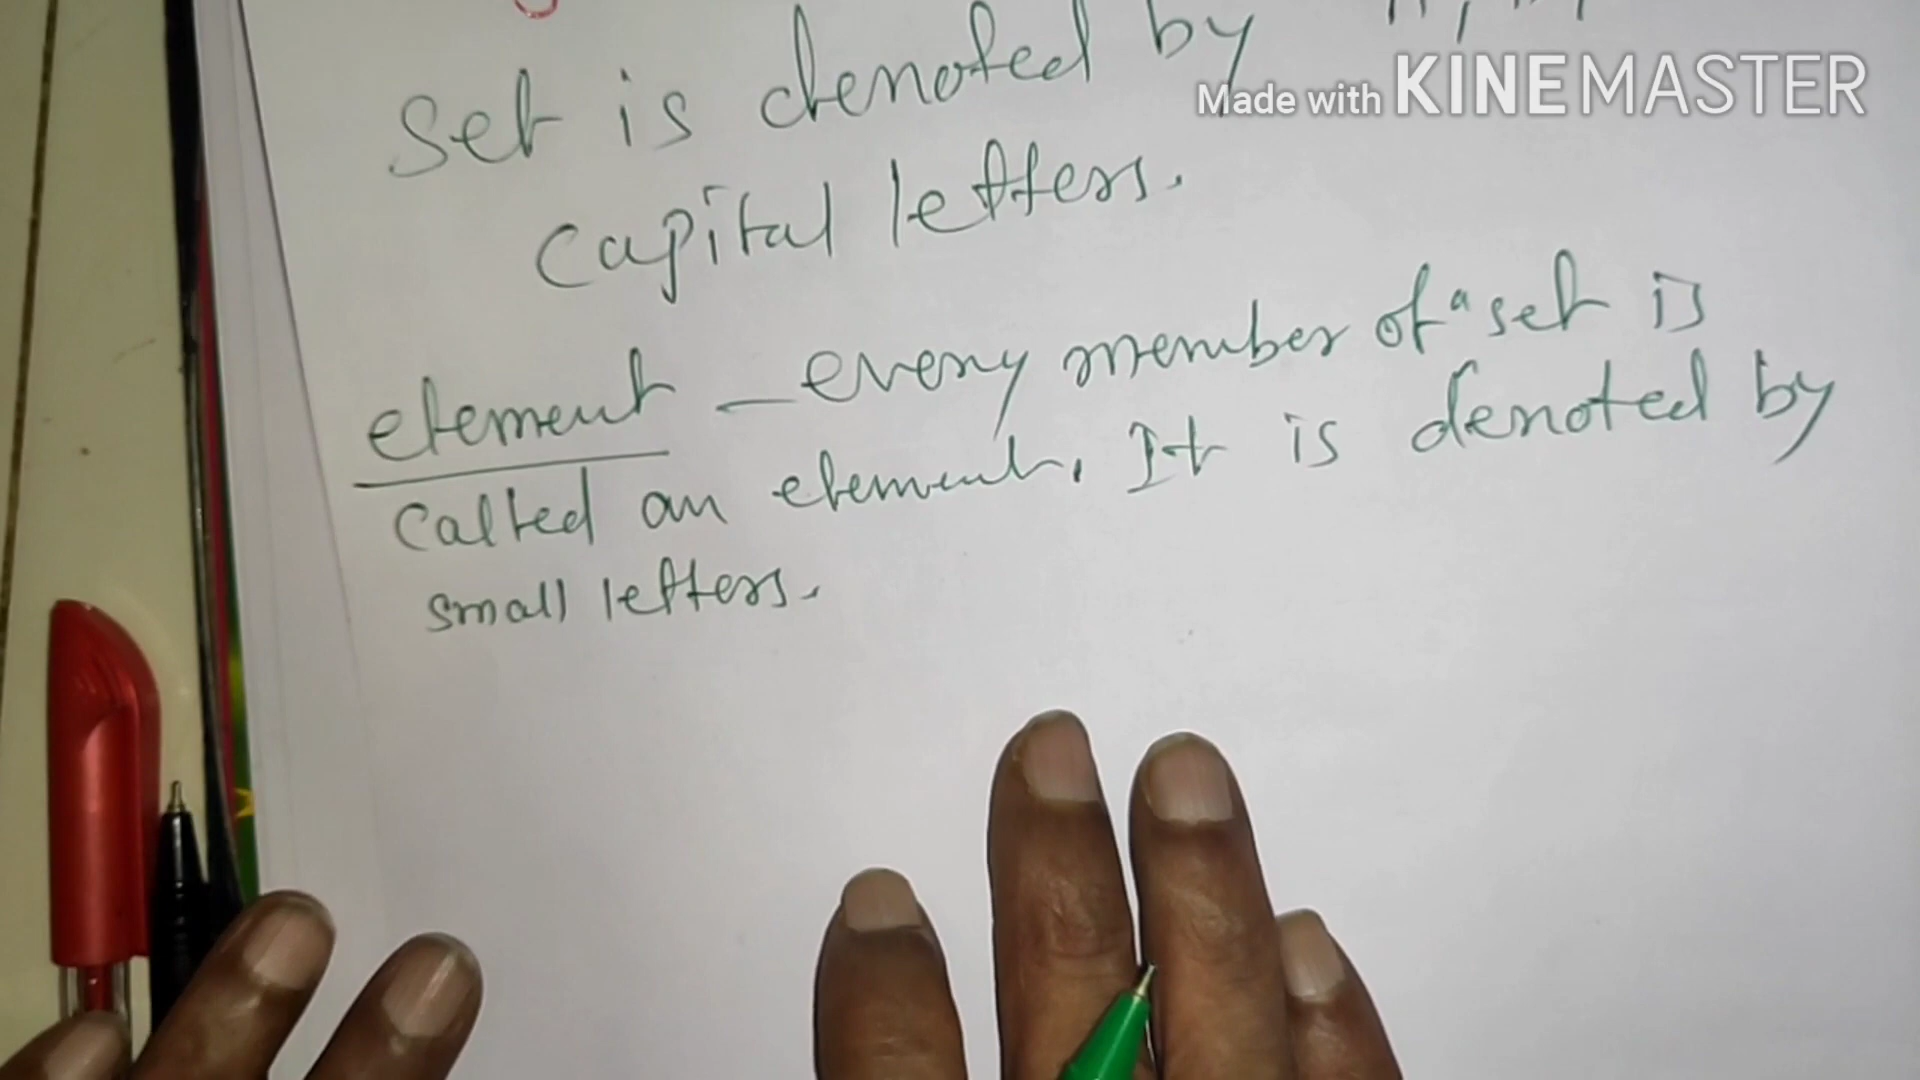 Set is denoted by
Made with KINEMASTER
capital letters.
element - every member of a set is
called an element. It is denoted by
small letters.